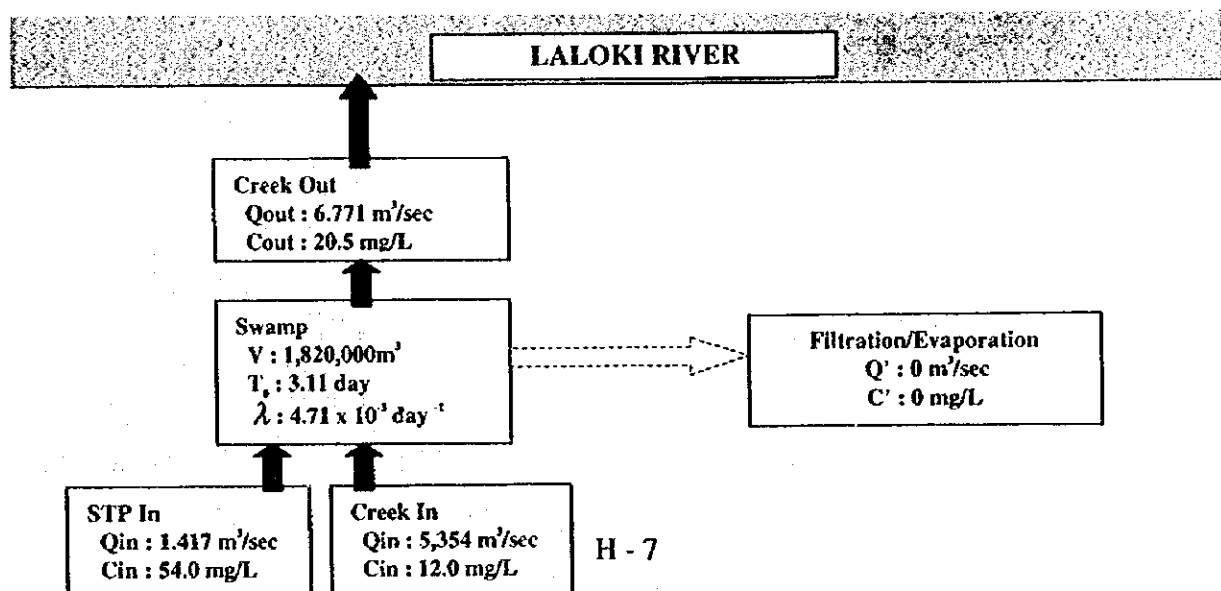 LALOKI RIVER
Creek Out
Qout : 6.771 m³/sec
Cout : 20.5 mg/L
Swamp
V : 1,820,000m³
Tₒ : 3.11 day
λ : 4.71 x 10⁻³ day ⁻¹
Filtration/Evaporation
Q' : 0 m³/sec
C' : 0 mg/L
STP In
Qin : 1.417 m³/sec
Cin : 54.0 mg/L
Creek In
Qin : 5,354 m³/sec
Cin : 12.0 mg/L
H - 7